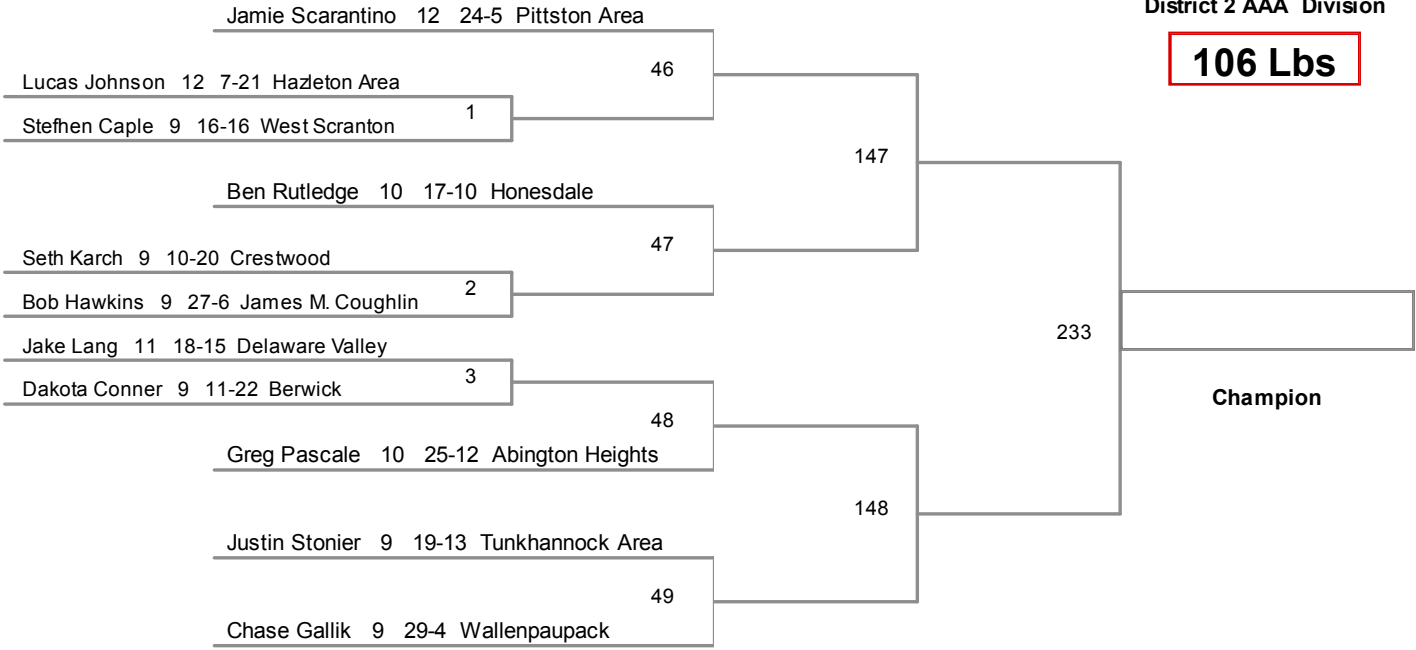 District 2 AAA Division
106 Lbs
Jamie Scarantino 12 24-5 Pittston Area
46
Lucas Johnson 12 7-21 Hazleton Area
1
Stefhen Caple 9 16-16 West Scranton
147
Ben Rutledge 10 17-10 Honesdale
47
Seth Karch 9 10-20 Crestwood
2
Bob Hawkins 9 27-6 James M. Coughlin
233
Jake Lang 11 18-15 Delaware Valley
3
Dakota Conner 9 11-22 Berwick
Champion
48
Greg Pascale 10 25-12 Abington Heights
148
Justin Stonier 9 19-13 Tunkhannock Area
49
Chase Gallik 9 29-4 Wallenpaupack